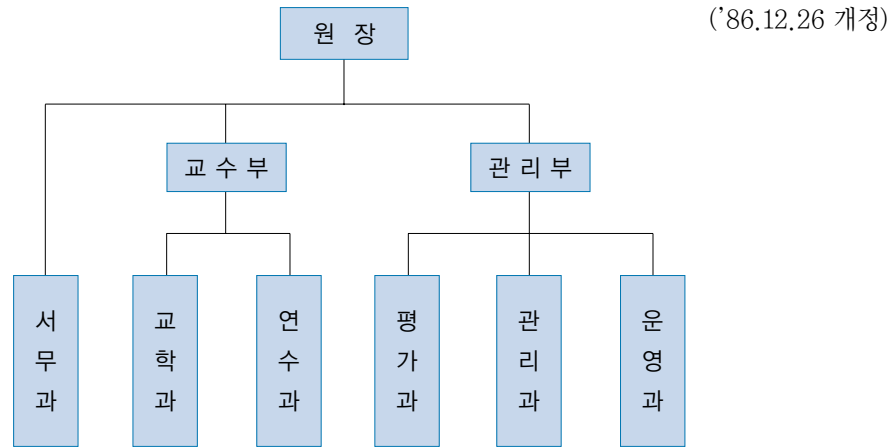 원 장
(’86.12.26 개정)
교 수 부
관 리 부
서무과
교학과
연수과
평가과
관리과
운영과